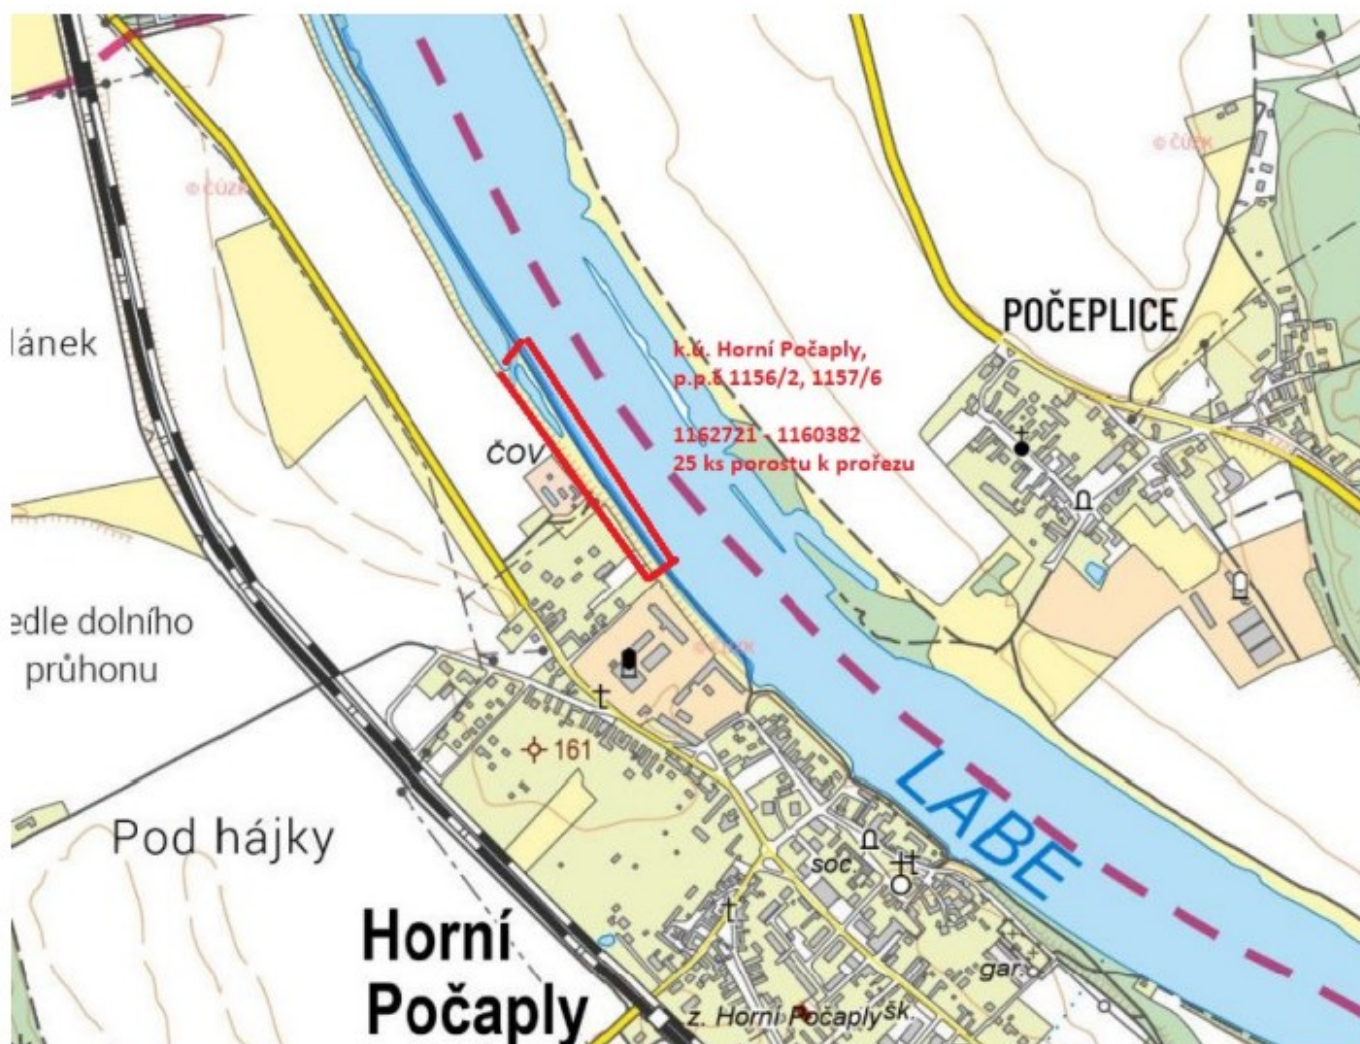 © ČÚZK
© ČÚZK
POČEPLICE
lánek
k.ú. Horní Počaply,
p.p.č 1156/2, 1157/6
1162721 - 1160382
25 ks porostu k prořezu
ČOV
edle dolního
průhonu
© ČÚZK
161
LABE
Pod hájky
soc.
Horní
Počaply
gar.
z. Horní Počaply
šk.